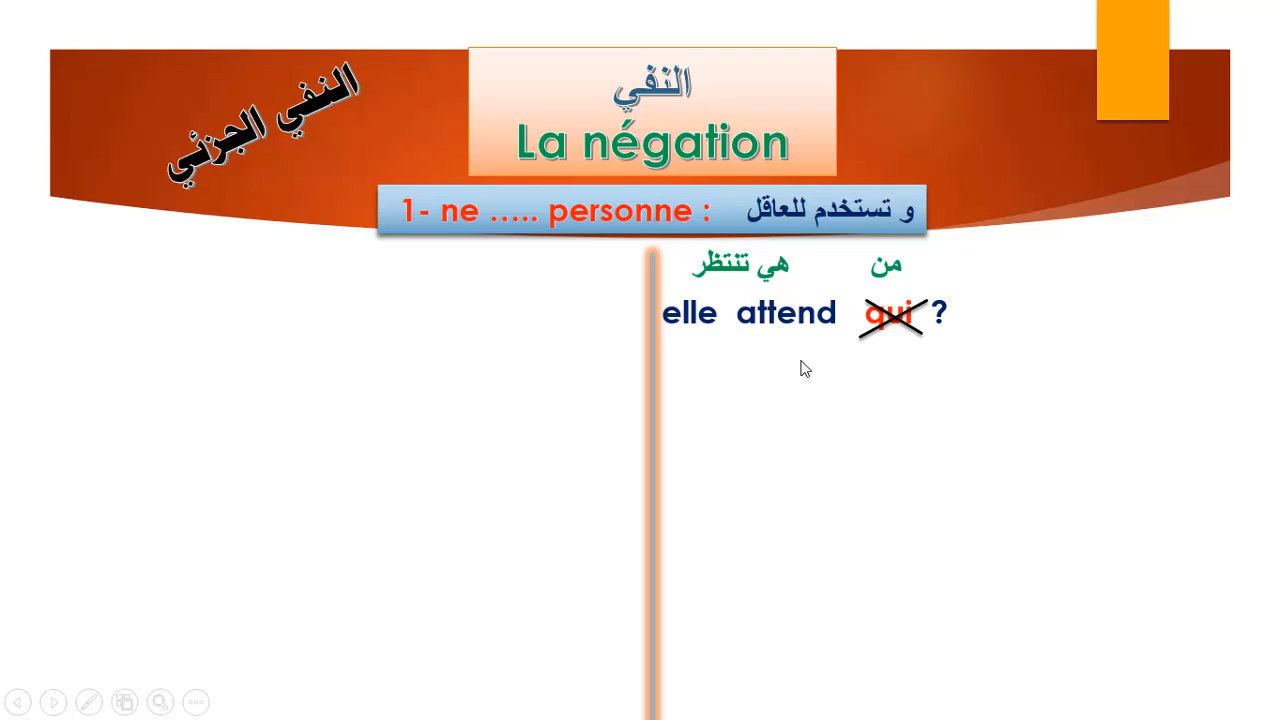 النفي الجزئي
النفي
La négation
1- ne ….. personne : و تستخدم للعاقل
هي تنتظر من
elle attend qui ?